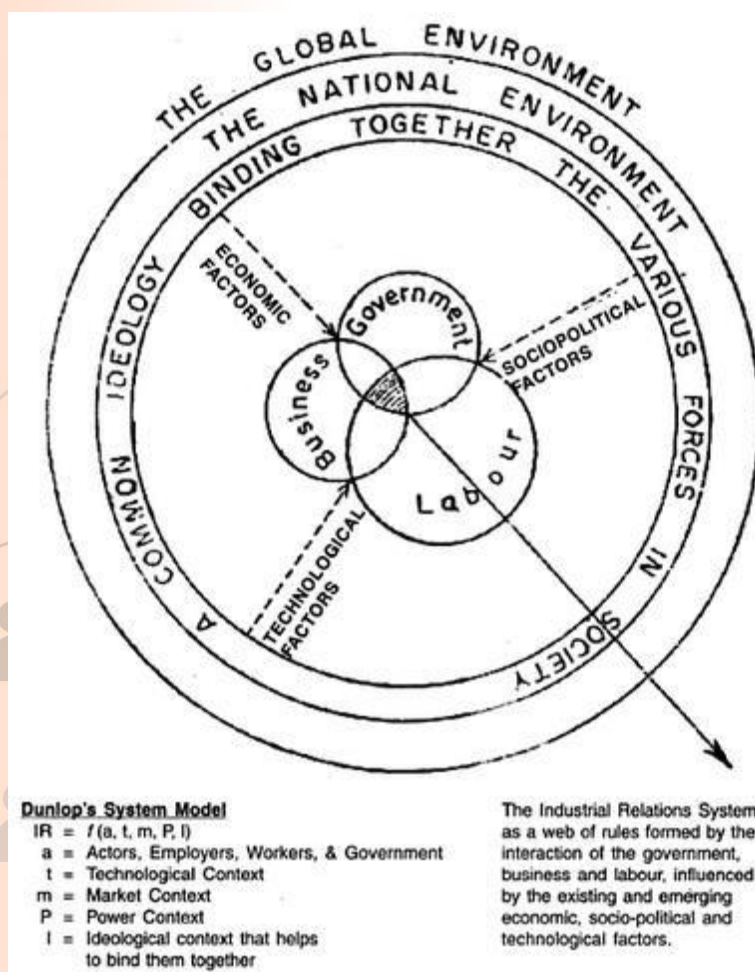 THE GLOBAL ENVIRONMENT
THE NATIONAL ENVIRONMENT
A COMMON IDEOLOGY BINDING TOGETHER THE VARIOUS FORCES IN SOCIETY
ECONOMIC
FACTORS
Government
SOCIOPOLITICAL
FACTORS
Business
Labour
TECHNOLOGICAL
FACTORS
Dunlop's System Model
IR = f (a, t, m, P, I)
a = Actors, Employers, Workers, & Government
t = Technological Context
m = Market Context
P = Power Context
I = Ideological context that helps
to bind them together
The Industrial Relations System
as a web of rules formed by the
interaction of the government,
business and labour, influenced
by the existing and emerging
economic, socio-political and
technological factors.